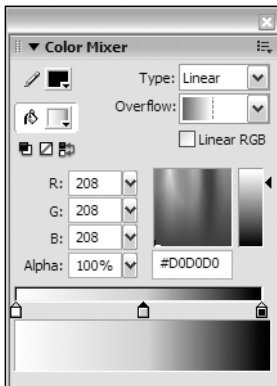 Color Mixer
Type: Linear
Overflow:
Linear RGB
R: 208
G: 208
B: 208
Alpha: 100%
#D0D0D0